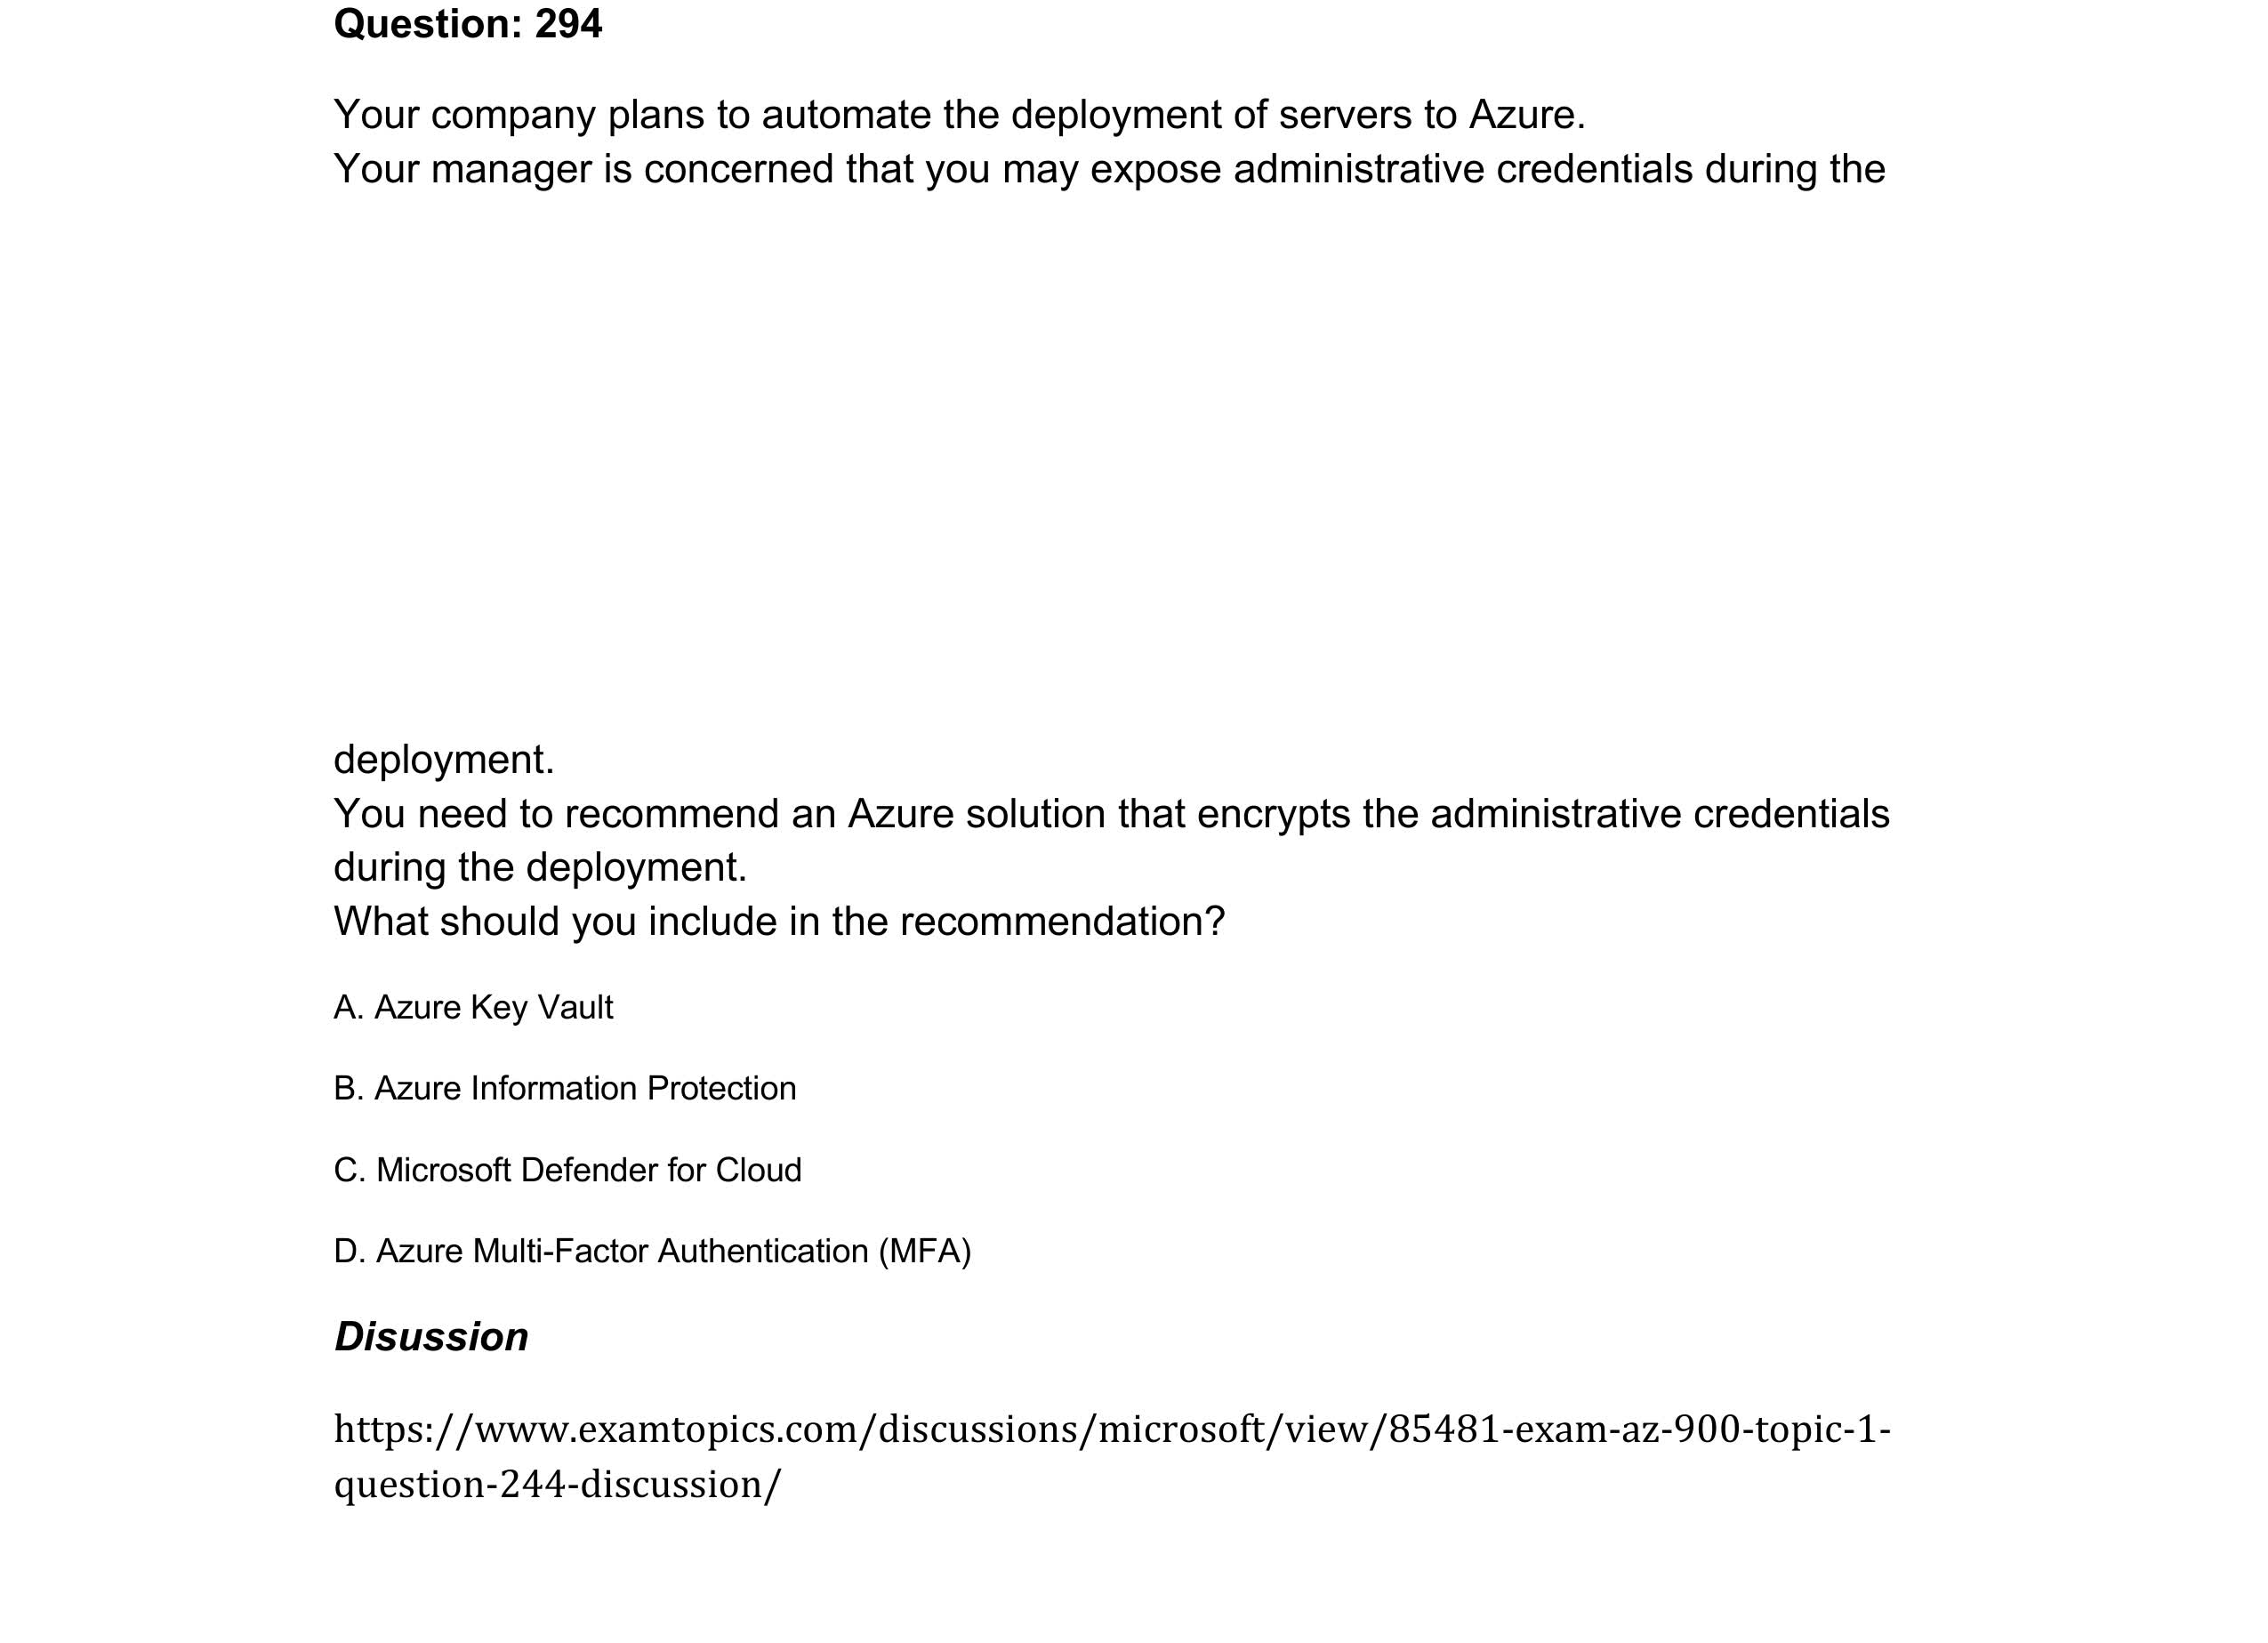 Question: 294
Your company plans to automate the deployment of servers to Azure.
Your manager is concerned that you may expose administrative credentials during the
deployment.
You need to recommend an Azure solution that encrypts the administrative credentials
during the deployment.
What should you include in the recommendation?
A. Azure Key Vault
B. Azure Information Protection
C. Microsoft Defender for Cloud
D. Azure Multi-Factor Authentication (MFA)
Disussion
https://www.examtopics.com/discussions/microsoft/view/85481-exam-az-900-topic-1-
question-244-discussion/